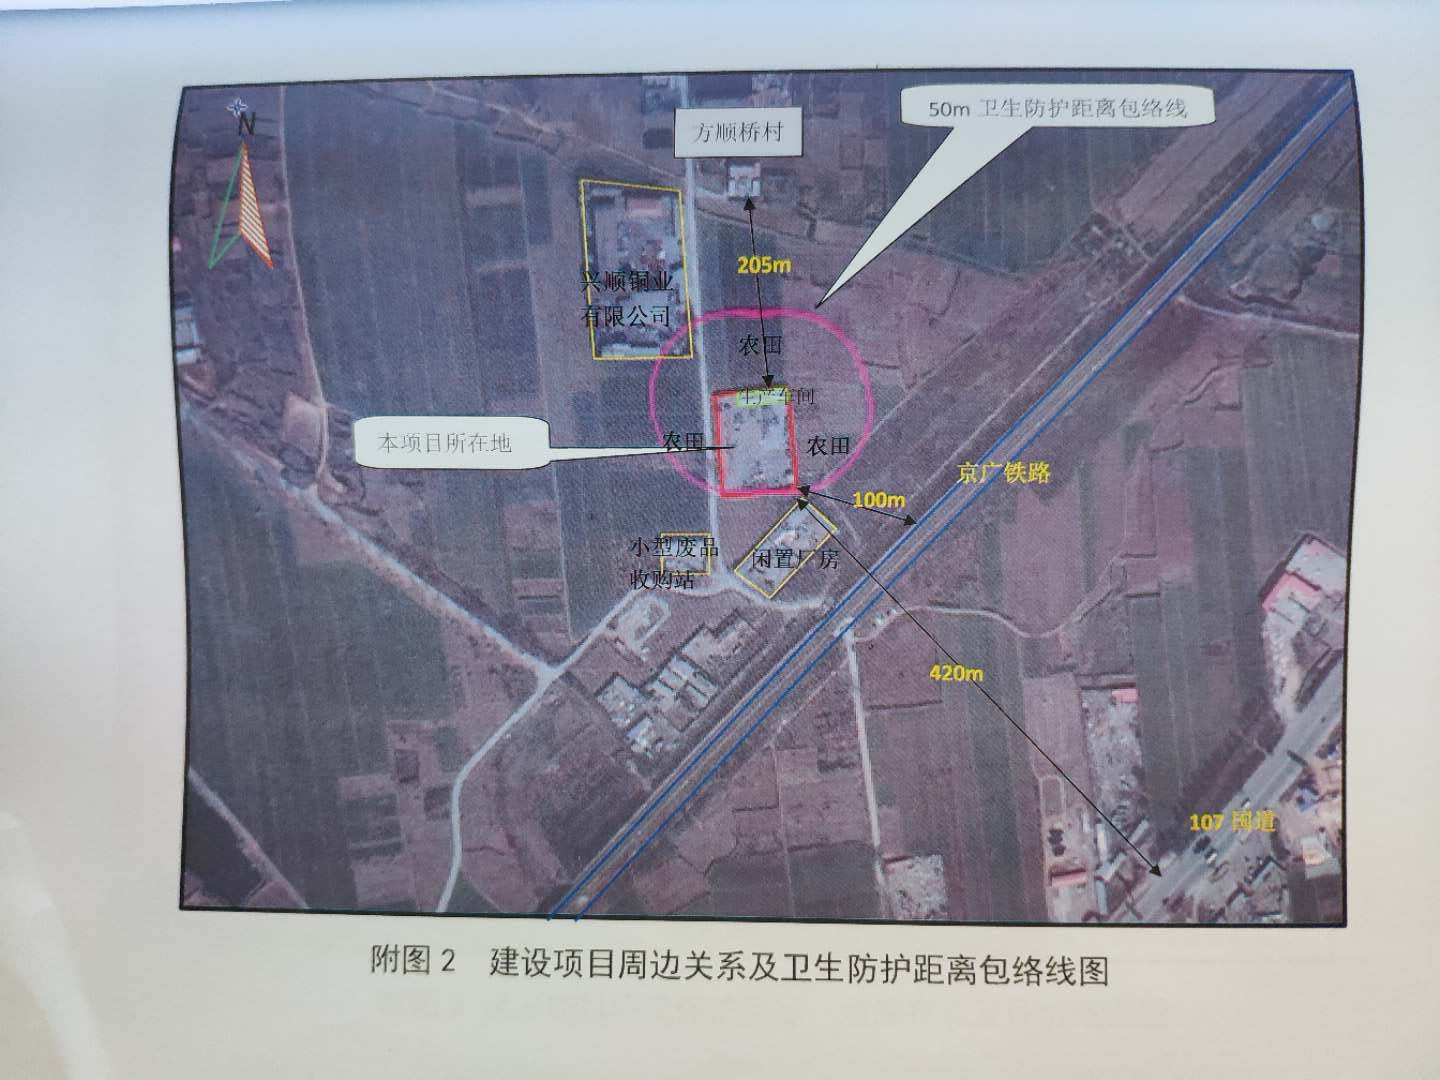 50m 卫生防护距离包络线
N
方顺桥村
205m
兴顺铜业
有限公司
农田
生产车间
本项目所在地
农田
农田
京广铁路
100m
小型废品
收购站
闲置厂房
420m
107 国道
附图 2 建设项目周边关系及卫生防护距离包络线图